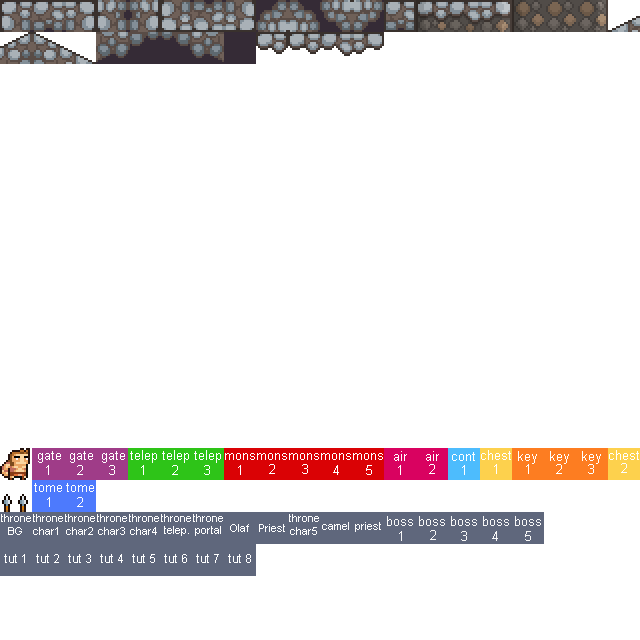 gate gate gate telep telep telep mons mons mons mons mons air air cont chest key key key chest
1 2 3 1 2 3 1 2 3 4 5 1 2 1 1 1 2 3 2
tome tome
1 2
throne throne throne throne throne throne throne Olaf Priest throne camel priest boss boss boss boss boss
BG char1 char2 char3 char4 telep. portal char5 1 2 3 4 5
tut 1 tut 2 tut 3 tut 4 tut 5 tut 6 tut 7 tut 8